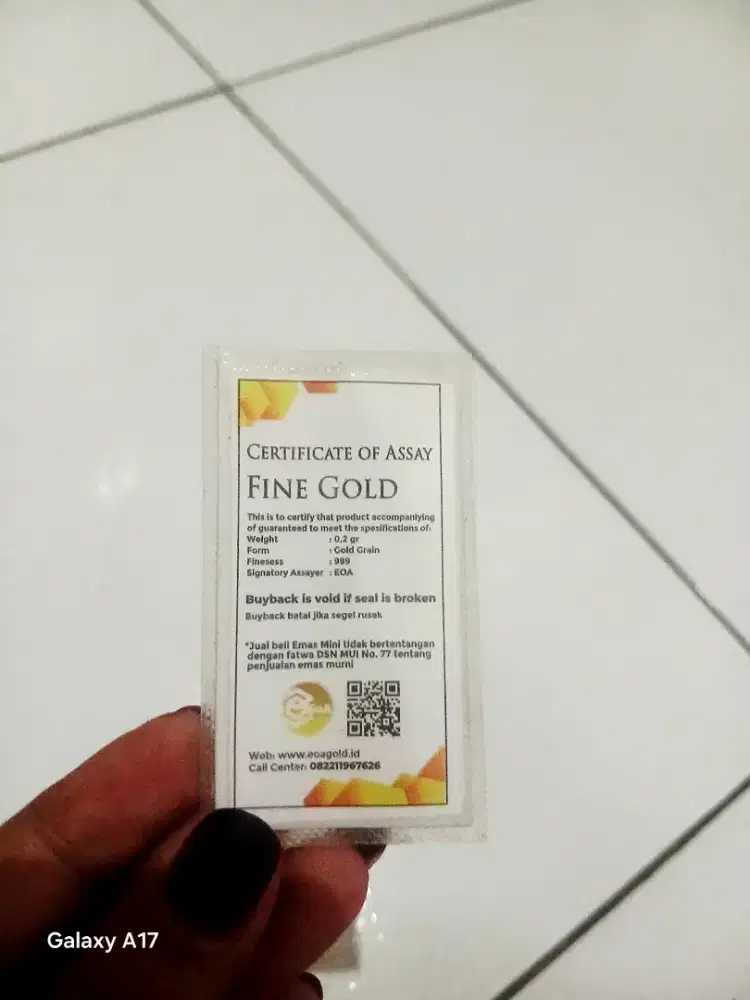 CERTIFICATE OF ASSAY
FINE GOLD
This is to certify that product accompaniying
of guaranteed to meet the spesifications of:
Weight : 0,2 gr
Form : Gold Grain
Finesess : 999
Signatory Assayer : EOA
Buyback is void if seal is broken
Buyback batal jika segel rusak
*Jual beli Emas Mini tidak bertentangan
dengan fatwa DSN MUI No. 77 tentang
penjualan emas murni
Web: www.eoagold.id
Call Center: 082211967626
Galaxy A17